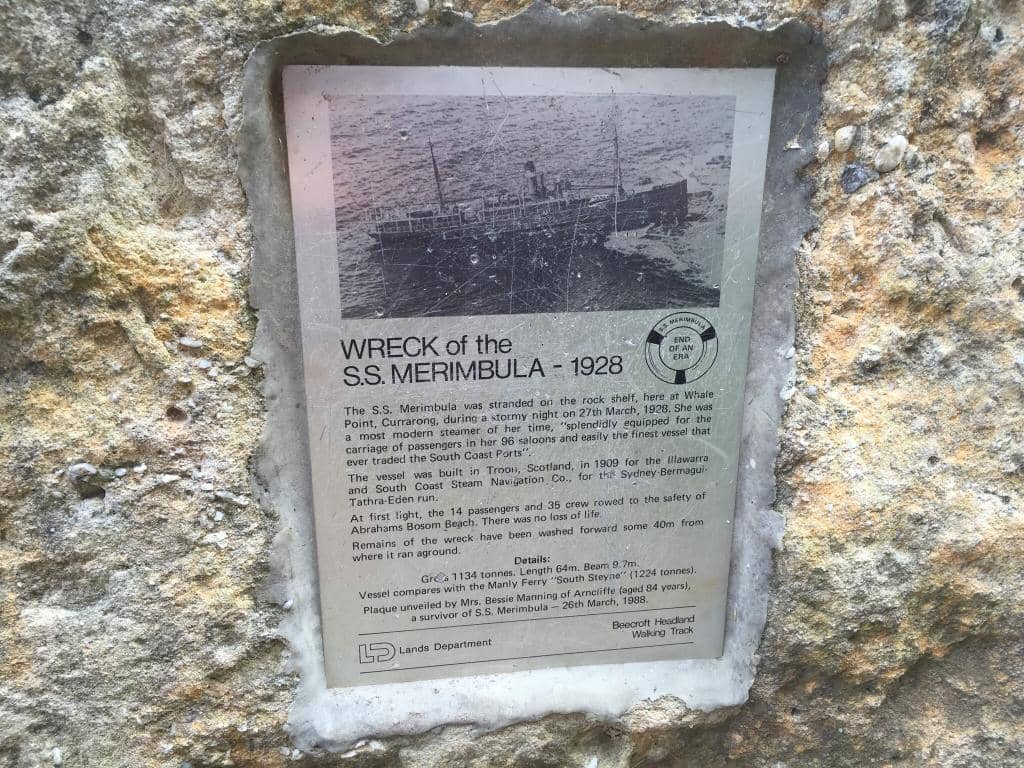 WRECK of the
S.S. MERIMBULA - 1928
S.S. MERIMBULA
END
OF AN
ERA
The S.S. Merimbula was stranded on the rock shelf, here at Whale
Point, Currarong, during a stormy night on 27th March, 1928. She was
a most modern steamer of her time, "splendidly equipped for the
carriage of passengers in her 96 saloons and easily the finest vessel that
ever traded the South Coast Ports".
The vessel was built in Troon, Scotland, in 1909 for the Illawarra
and South Coast Steam Navigation Co., for the Sydney-Bermagui-
Tathra-Eden run.
At first light, the 14 passengers and 35 crew rowed to the safety of
Abrahams Bosom Beach. There was no loss of life.
Remains of the wreck have been washed forward some 40m from
where it ran aground.
Details:
Gross 1134 tonnes. Length 64m. Beam 9.7m.
Vessel compares with the Manly Ferry "South Steyne" (1224 tonnes).
Plaque unveiled by Mrs. Bessie Manning of Arncliffe (aged 84 years),
a survivor of S.S. Merimbula — 26th March, 1988.
LD Lands Department
Beecroft Headland
Walking Track